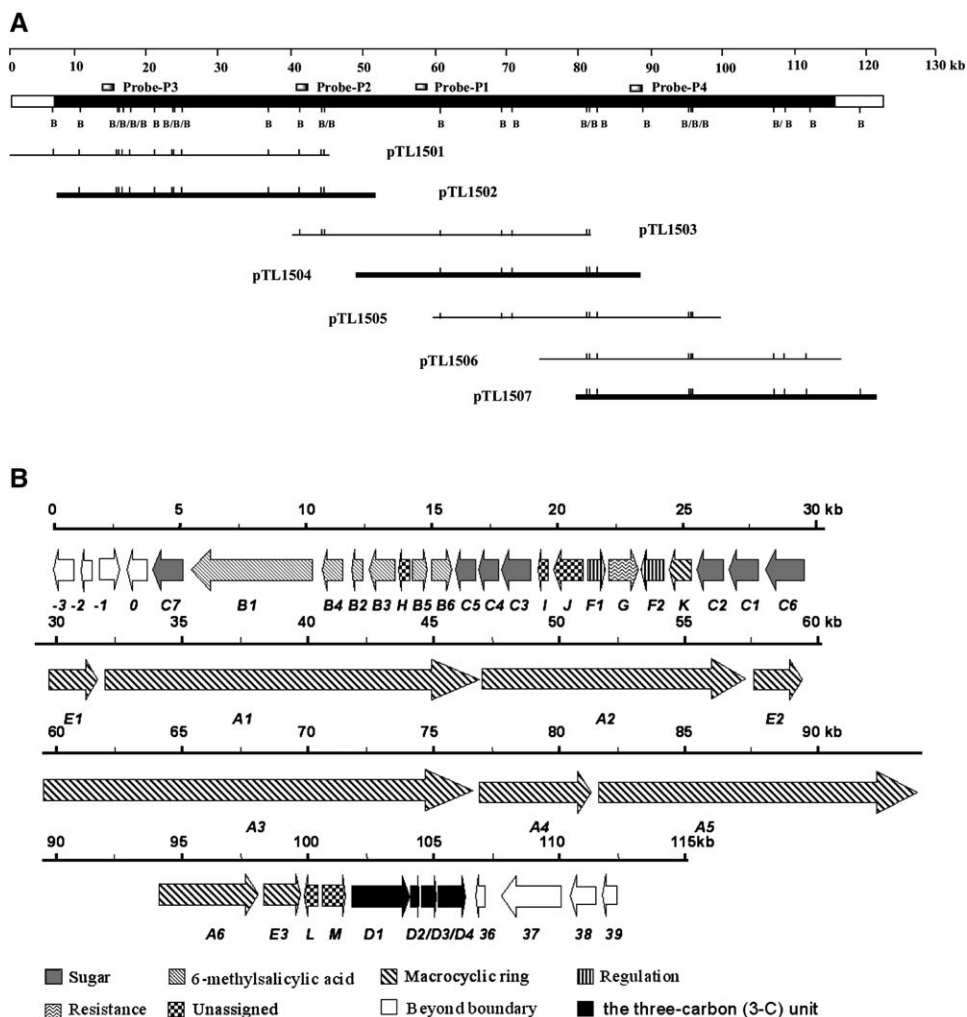 A
0 10 20 30 40 50 60 70 80 90 100 110 120 130 kb
Probe-P3 Probe-P2 Probe-P1 Probe-P4
B B B/B/B/B B B/B/B B B B/B B B B B/B B B B/B/B B/ B B B
pTL1501
pTL1502
pTL1503
pTL1504
pTL1505
pTL1506
pTL1507
B
0 5 10 15 20 25 30 kb
-3 -2 -1 0 C7 B1 B4 B2 B3 H B5 B6 C5 C4 C3 I J F1 G F2 K C2 C1 C6
30 35 40 45 50 55 60 kb
E1 A1 A2 E2
60 65 70 75 80 85 90 kb
A3 A4 A5
90 95 100 105 110 115kb
A6 E3 L M D1 D2/D3/D4 36 37 38 39
Sugar 6-methylsalicylic acid Macrocyclic ring Regulation
Resistance Unassigned Beyond boundary the three-carbon (3-C) unit